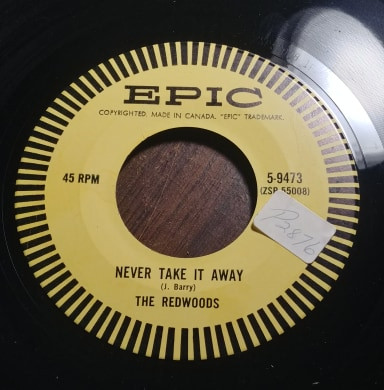 EPIC
COPYRIGHTED. MADE IN CANADA. "EPIC" TRADEMARK.
45 RPM
5-9473
(ZSP 55008)
P2876
NEVER TAKE IT AWAY
(J. Barry)
THE REDWOODS